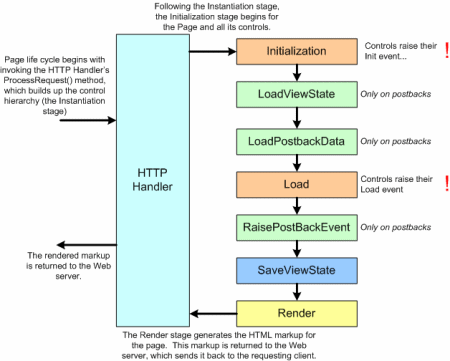 Following the Instantiation stage,
the Initialization stage begins for
the Page and all its controls.
Page life cycle begins with
invoking the HTTP Handler's
ProcessRequest() method,
which builds up the control
hierarchy (the Instantiation
stage)
HTTP
Handler
Initialization
Controls raise their
Init event...
!
LoadViewState
Only on postbacks
LoadPostbackData
Only on postbacks
Load
Controls raise their
Load event
!
RaisePostBackEvent
Only on postbacks
The rendered markup
is returned to the Web
server.
SaveViewState
Render
The Render stage generates the HTML markup for
the page. This markup is returned to the Web
server, which sends it back to the requesting client.